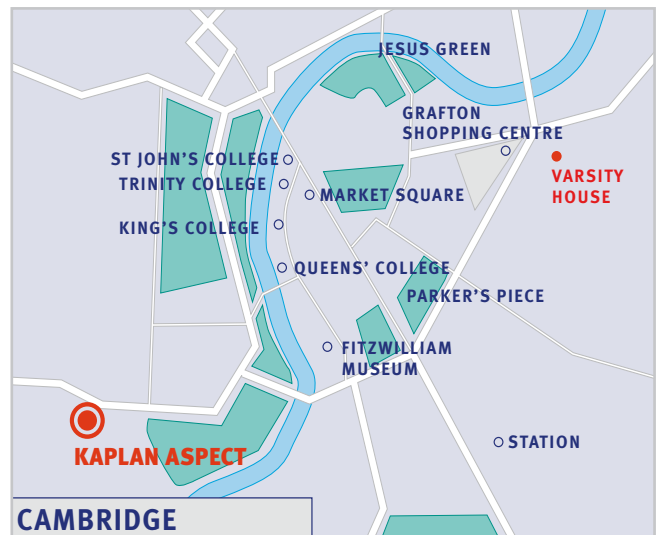 JESUS GREEN
GRAFTON
SHOPPING CENTRE
ST JOHN'S COLLEGE
TRINITY COLLEGE
VARSITY
HOUSE
MARKET SQUARE
KING'S COLLEGE
QUEENS' COLLEGE
PARKER'S PIECE
FITZWILLIAM
MUSEUM
STATION
KAPLAN ASPECT
CAMBRIDGE